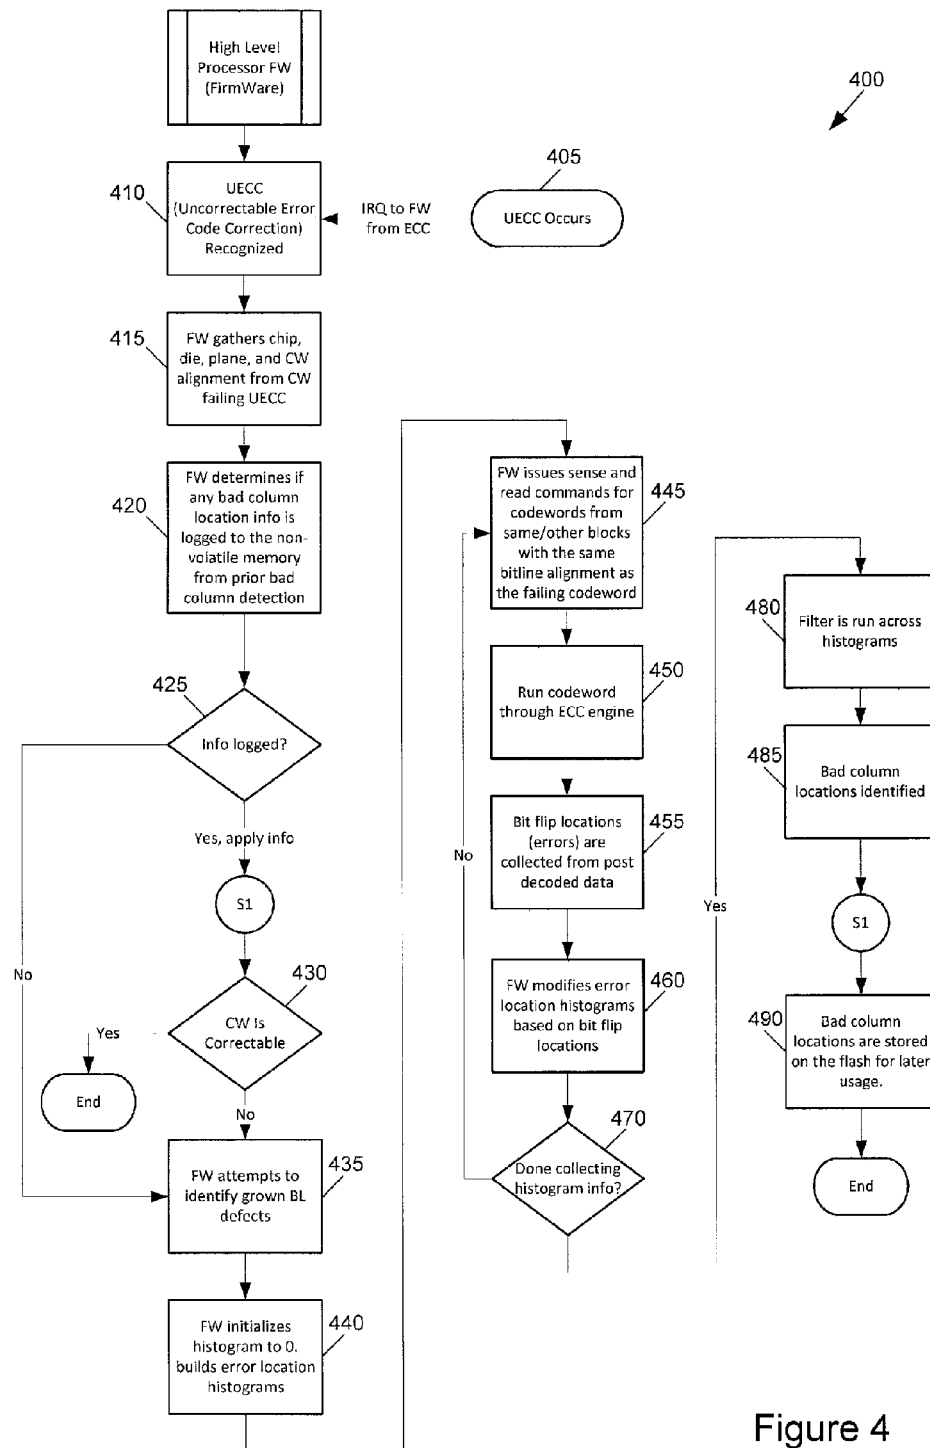 High Level
Processor FW
(FirmWare)
400
405
410
UECC
(Uncorrectable Error
Code Correction)
Recognized
IRQ to FW
from ECC
UECC Occurs
415
FW gathers chip,
die, plane, and CW
alignment from CW
failing UECC
420
FW determines if
any bad column
location info is
logged to the non-
volatile memory
from prior bad
column detection
425
Info logged?
Yes, apply info
S1
No
430
CW is
Correctable
Yes
End
No
435
FW attempts to
identify grown BL
defects
440
FW initializes
histogram to 0,
builds error location
histograms
445
FW issues sense and
read commands for
codewords from
same/other blocks
with the same
bitline alignment as
the failing codeword
450
Run codeword
through ECC engine
455
Bit flip locations
(errors) are
collected from post
decoded data
No
460
FW modifies error
location histograms
based on bit flip
locations
470
Done collecting
histogram info?
Yes
480
Filter is run across
histograms
485
Bad column
locations identified
S1
490
Bad column
locations are stored
on the flash for later
usage.
End
Figure 4